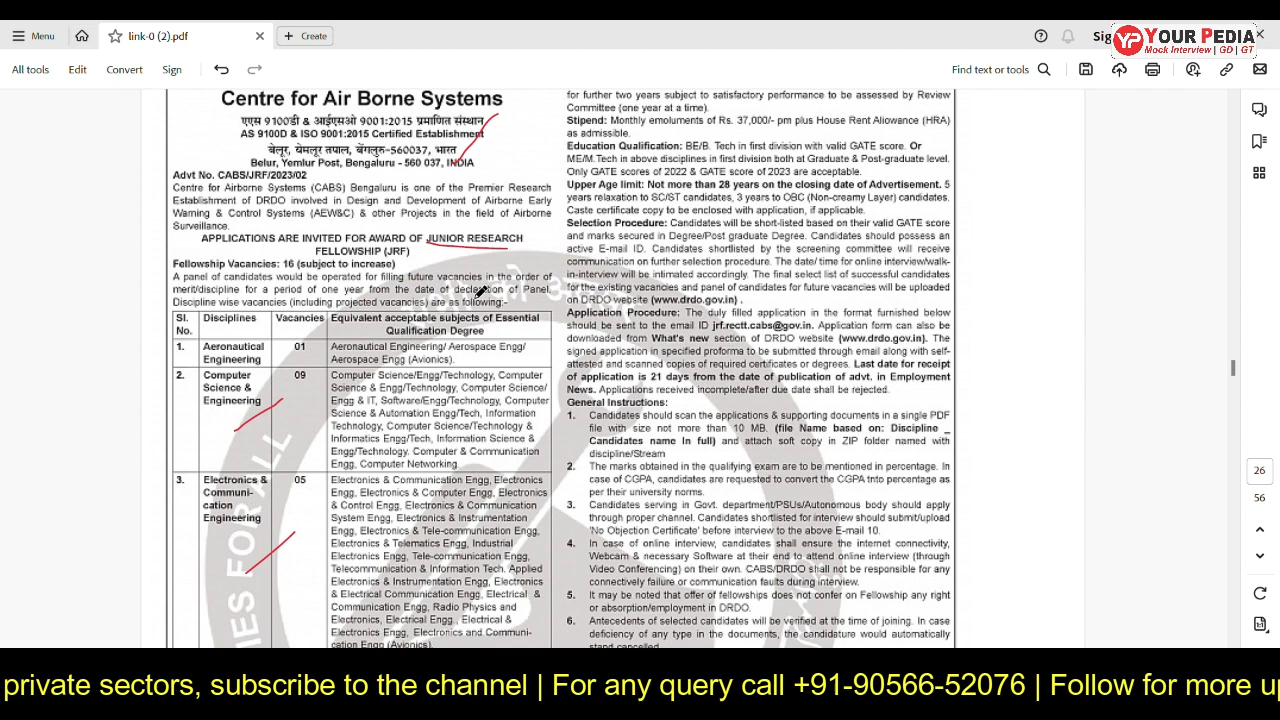 Menu
link-0 (2).pdf
Create
Sig
YP YOUR PEDIA
Mock Interview | GD | GT
All tools
Edit
Convert
Sign
Find text or tools
Centre for Air Borne Systems
एएस 9100डी & आईएसओ 9001:2015 प्रमाणित संस्थान
AS 9100D & ISO 9001:2015 Certified Establishment
बेलूर, येमलूर तपाल, बेंगलुरु-560037, भारत
Belur, Yemlur Post, Bengaluru - 560 037, INDIA
Advt No. CABS/JRF/2023/02
Centre for Airborne Systems (CABS) Bengaluru is one of the Premier Research
Establishment of DRDO involved in Design and Development of Airborne Early
Warning & Control Systems (AEW&C) & other Projects in the field of Airborne
Surveillance.
APPLICATIONS ARE INVITED FOR AWARD OF JUNIOR RESEARCH
FELLOWSHIP (JRF)
Fellowship Vacancies: 16 (subject to increase)
A panel of candidates would be operated for filling future vacancies in the order of
merit/discipline for a period of one year from the date of declaration of Panel.
Discipline wise vacancies (including projected vacancies) are as following:-
Sl. No. Disciplines Vacancies Equivalent acceptable subjects of Essential
Qualification Degree
1. Aeronautical 01 Aeronautical Engineering/ Aerospace Engg/
Engineering Aerospace Engg (Avionics).
2. Computer 09 Computer Science/Engg/Technology, Computer
Science & Science & Engg/Technology, Computer Science/
Engineering Engg & IT, Software/Engg/Technology, Computer
Science & Automation Engg/Tech, Information
Technology, Computer Science/Technology &
Informatics Engg/Tech, Information Science &
Engg/Technology. Computer & Communication
Engg, Computer Networking.
3. Electronics & 05 Electronics & Communication Engg, Electronics
Communi- Engg, Electronics & Computer Engg, Electronics
cation & Control Engg, Electronics & Communication
Engineering System Engg, Electronics & Instrumentation
Engg, Electronics & Tele-communication Engg,
Electronics & Telematics Engg, Industrial
Electronics Engg, Tele-communication Engg,
Telecommunication & Information Tech, Applied
Electronics & Instrumentation Engg, Electronics
& Electrical Communication Engg, Electrical &
Communication Engg, Radio Physics and
Electronics, Electrical Engg, Electrical &
Electronics Engg, Electronics and Communi-
cation Engg (Avionics).
for further two years subject to satisfactory performance to be assessed by Review
Committee (one year at a time).
Stipend: Monthly emoluments of Rs. 37,000/- pm plus House Rent Allowance (HRA)
as admissible.
Education Qualification: BE/B. Tech in first division with valid GATE score. Or
ME/M.Tech in above disciplines in first division both at Graduate & Post-graduate level.
Only GATE scores of 2022 & GATE score of 2023 are acceptable.
Upper Age limit: Not more than 28 years on the closing date of Advertisement. 5
years relaxation to SC/ST candidates, 3 years to OBC (Non-creamy Layer) candidates.
Caste certificate copy to be enclosed with application, if applicable.
Selection Procedure: Candidates will be short-listed based on their valid GATE score
and marks secured in Degree/Post graduate Degree. Candidates should possess an
active E-mail ID. Candidates shortlisted by the screening committee will receive
communication on further selection procedure. The date/ time for online interview/walk-
in-interview will be intimated accordingly. The final select list of successful candidates
for the existing vacancies and panel of candidates for future vacancies will be uploaded
on DRDO website (www.drdo.gov.in) .
Application Procedure: The duly filled application in the format furnished below
should be sent to the email ID jrf.rectt.cabs@gov.in. Application form can also be
downloaded from What's new section of DRDO website (www.drdo.gov.in). The
signed application in specified proforma to be submitted through email along with self-
attested and scanned copies of required certificates or degrees. Last date for receipt
of application is 21 days from the date of publication of advt. in Employment
News. Applications received incomplete/after due date shall be rejected.
General Instructions:
1. Candidates should scan the applications & supporting documents in a single PDF
file with size not more than 10 MB. (file Name based on: Discipline _
Candidates name In full) and attach soft copy in ZIP folder named with
discipline/Stream
2. The marks obtained in the qualifying exam are to be mentioned in percentage. In
case of CGPA, candidates are requested to convert the CGPA tnto percentage as
per their university norms.
3. Candidates serving in Govt. department/PSUs/Autonomous body should apply
through proper channel. Candidates shortlisted for interview should submit/upload
'No Objection Certificate' before interview to the above E-mail 10.
4. In case of online interview, candidates shall ensure the internet connectivity,
Webcam & necessary Software at their end to attend online interview (through
Video Conferencing) on their own. CABS/DRDO shall not be responsible for any
connectively failure or communication faults during interview.
5. It may be noted that offer of fellowships does not confer on Fellowship any right
or absorption/employment in DRDO.
6. Antecedents of selected candidates will be verified at the time of joining. In case
deficiency of any type in the documents, the candidature would automatically
stand cancelled.
IES FOR ALL
26
56
private sectors, subscribe to the channel | For any query call +91-90566-52076 | Follow for more u